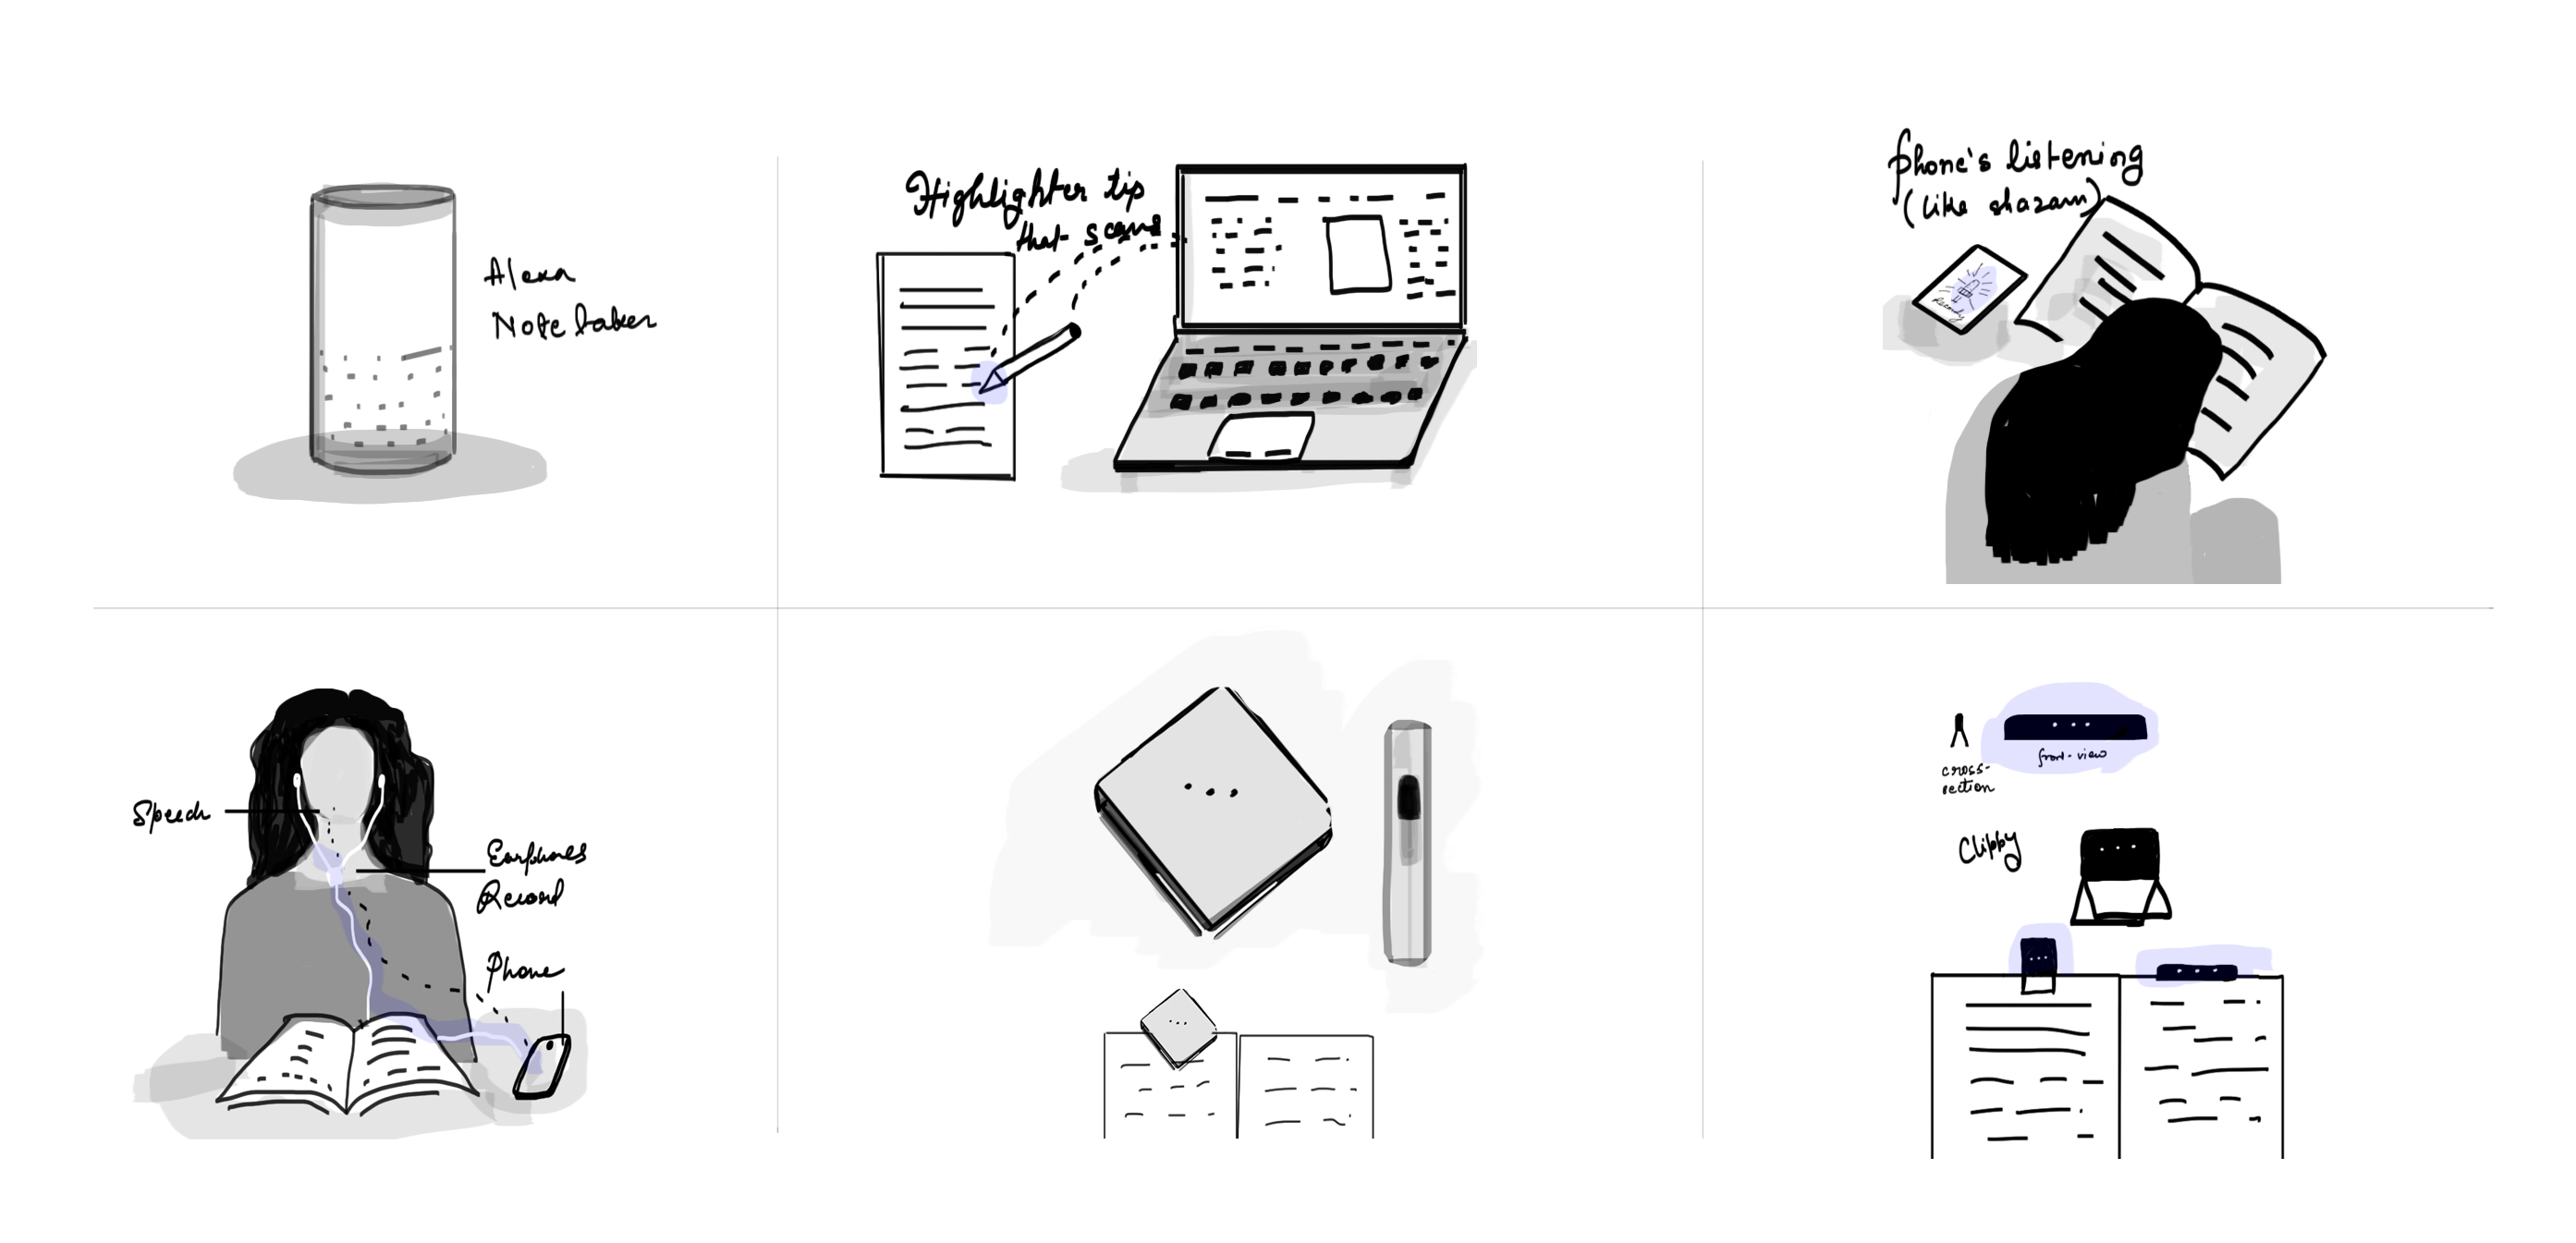 Alexa
Note taker
Highlighter tip
that scans
Phone's listening
(like shazam)
Speech
Earphones
Record
Phone
cross-
section
front-view
Clippy